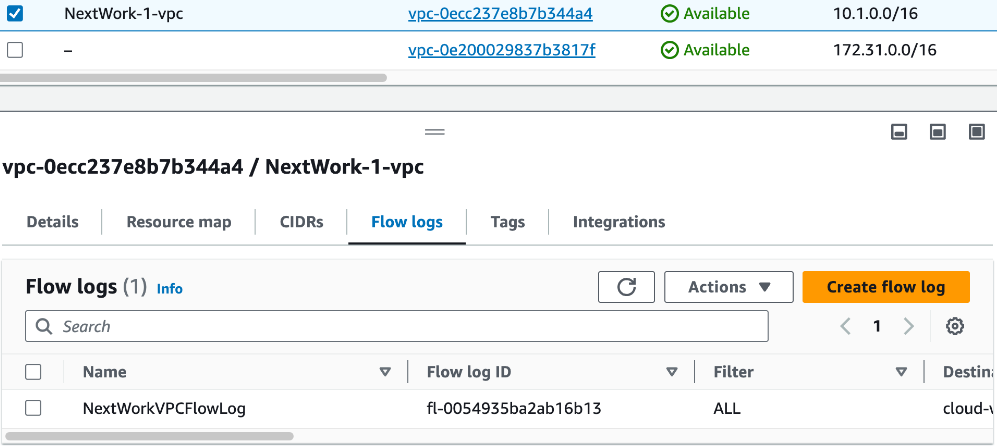 NextWork-1-vpc vpc-0ecc237e8b7b344a4 Available 10.1.0.0/16
– vpc-0e200029837b3817f Available 172.31.0.0/16
vpc-0ecc237e8b7b344a4 / NextWork-1-vpc
Details Resource map CIDRs Flow logs Tags Integrations
Flow logs (1) Info Actions Create flow log
Search 1
Name Flow log ID Filter Destina
NextWorkVPCFlowLog fl-0054935ba2ab16b13 ALL cloud-w